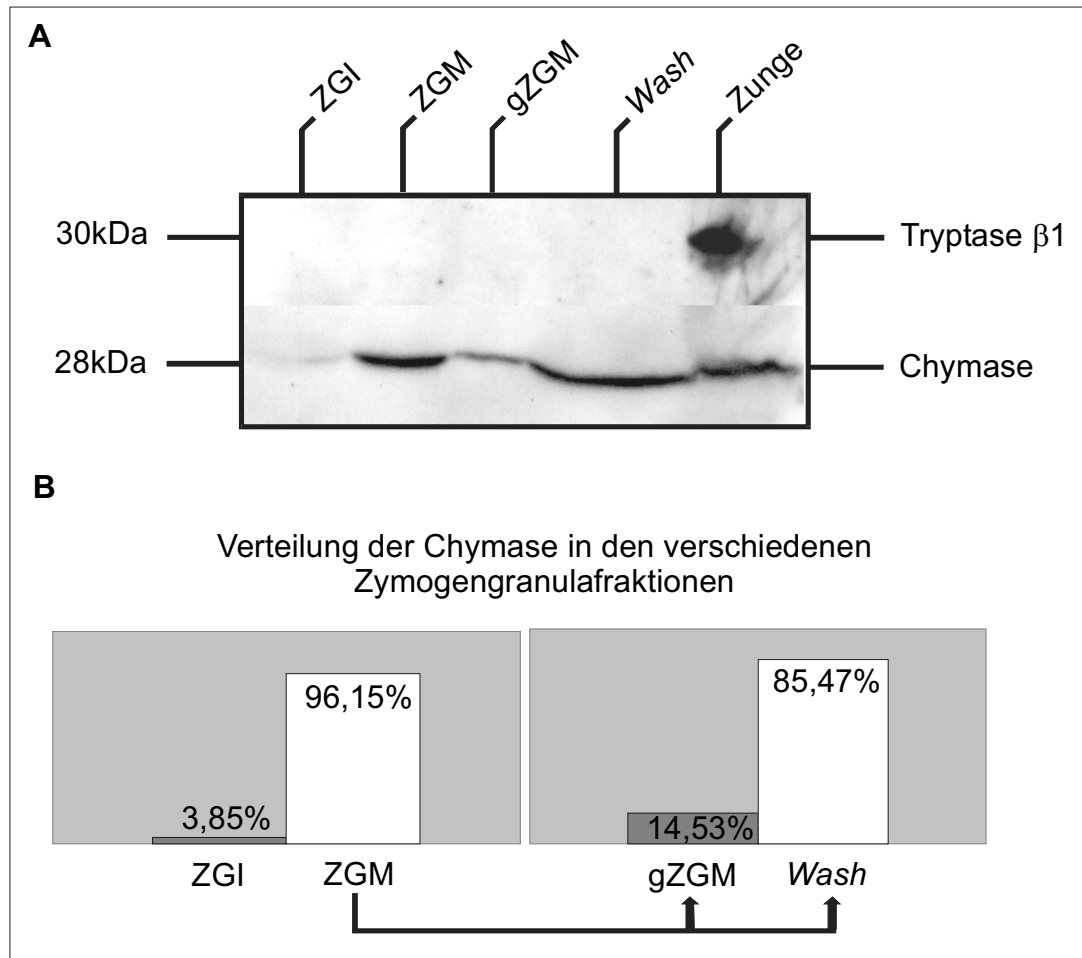 A
ZGI
ZGM
gZGM
Wash
Zunge
30kDa
Tryptase β1
28kDa
Chymase
B
Verteilung der Chymase in den verschiedenen
Zymogengranulafraktionen
3,85%
96,15%
14,53%
85,47%
ZGI
ZGM
gZGM
Wash